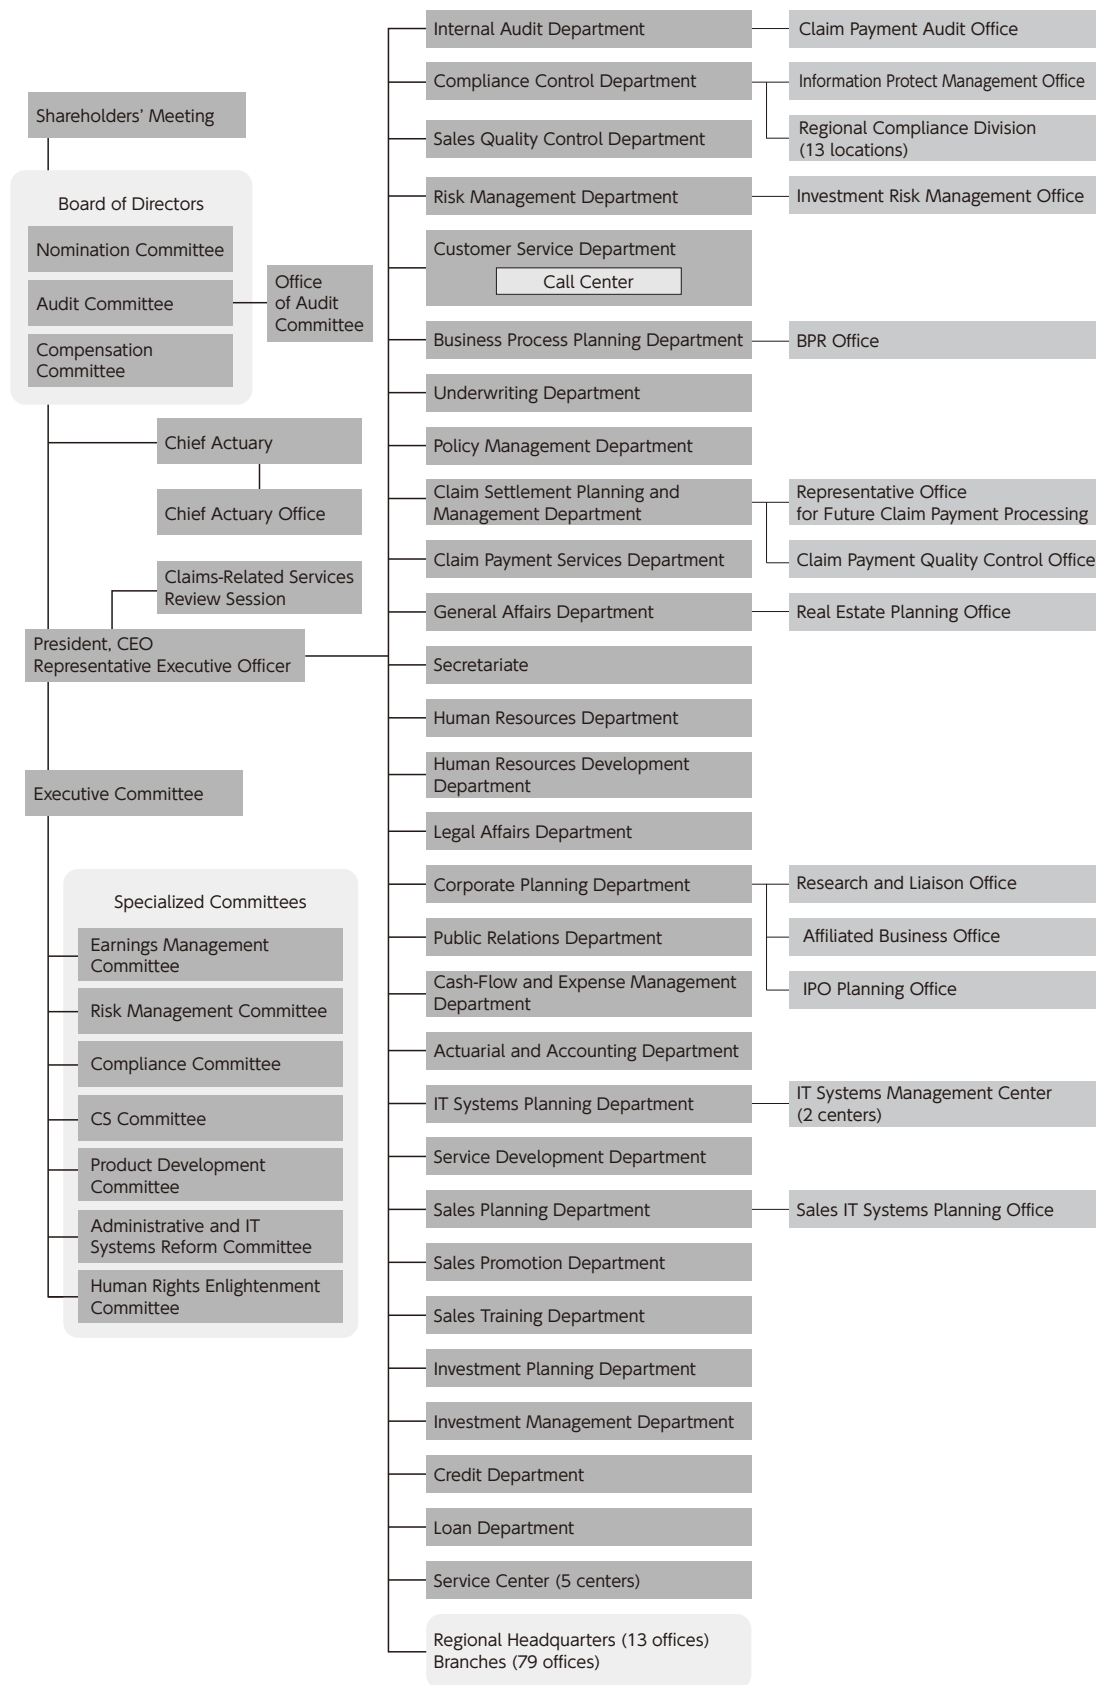 Shareholders' Meeting
Board of Directors
Nomination Committee
Audit Committee
Compensation
Committee
Office
of Audit
Committee
Chief Actuary
Chief Actuary Office
Claims-Related Services
Review Session
President, CEO
Representative Executive Officer
Executive Committee
Specialized Committees
Earnings Management
Committee
Risk Management Committee
Compliance Committee
CS Committee
Product Development
Committee
Administrative and IT
Systems Reform Committee
Human Rights Enlightenment
Committee
Internal Audit Department
Claim Payment Audit Office
Compliance Control Department
Information Protect Management Office
Regional Compliance Division
(13 locations)
Sales Quality Control Department
Risk Management Department
Investment Risk Management Office
Customer Service Department
Call Center
Business Process Planning Department
BPR Office
Underwriting Department
Policy Management Department
Claim Settlement Planning and
Management Department
Representative Office
for Future Claim Payment Processing
Claim Payment Quality Control Office
Claim Payment Services Department
General Affairs Department
Real Estate Planning Office
Secretariate
Human Resources Department
Human Resources Development
Department
Legal Affairs Department
Corporate Planning Department
Research and Liaison Office
Affiliated Business Office
IPO Planning Office
Public Relations Department
Cash-Flow and Expense Management
Department
Actuarial and Accounting Department
IT Systems Planning Department
IT Systems Management Center
(2 centers)
Service Development Department
Sales Planning Department
Sales IT Systems Planning Office
Sales Promotion Department
Sales Training Department
Investment Planning Department
Investment Management Department
Credit Department
Loan Department
Service Center (5 centers)
Regional Headquarters (13 offices)
Branches (79 offices)